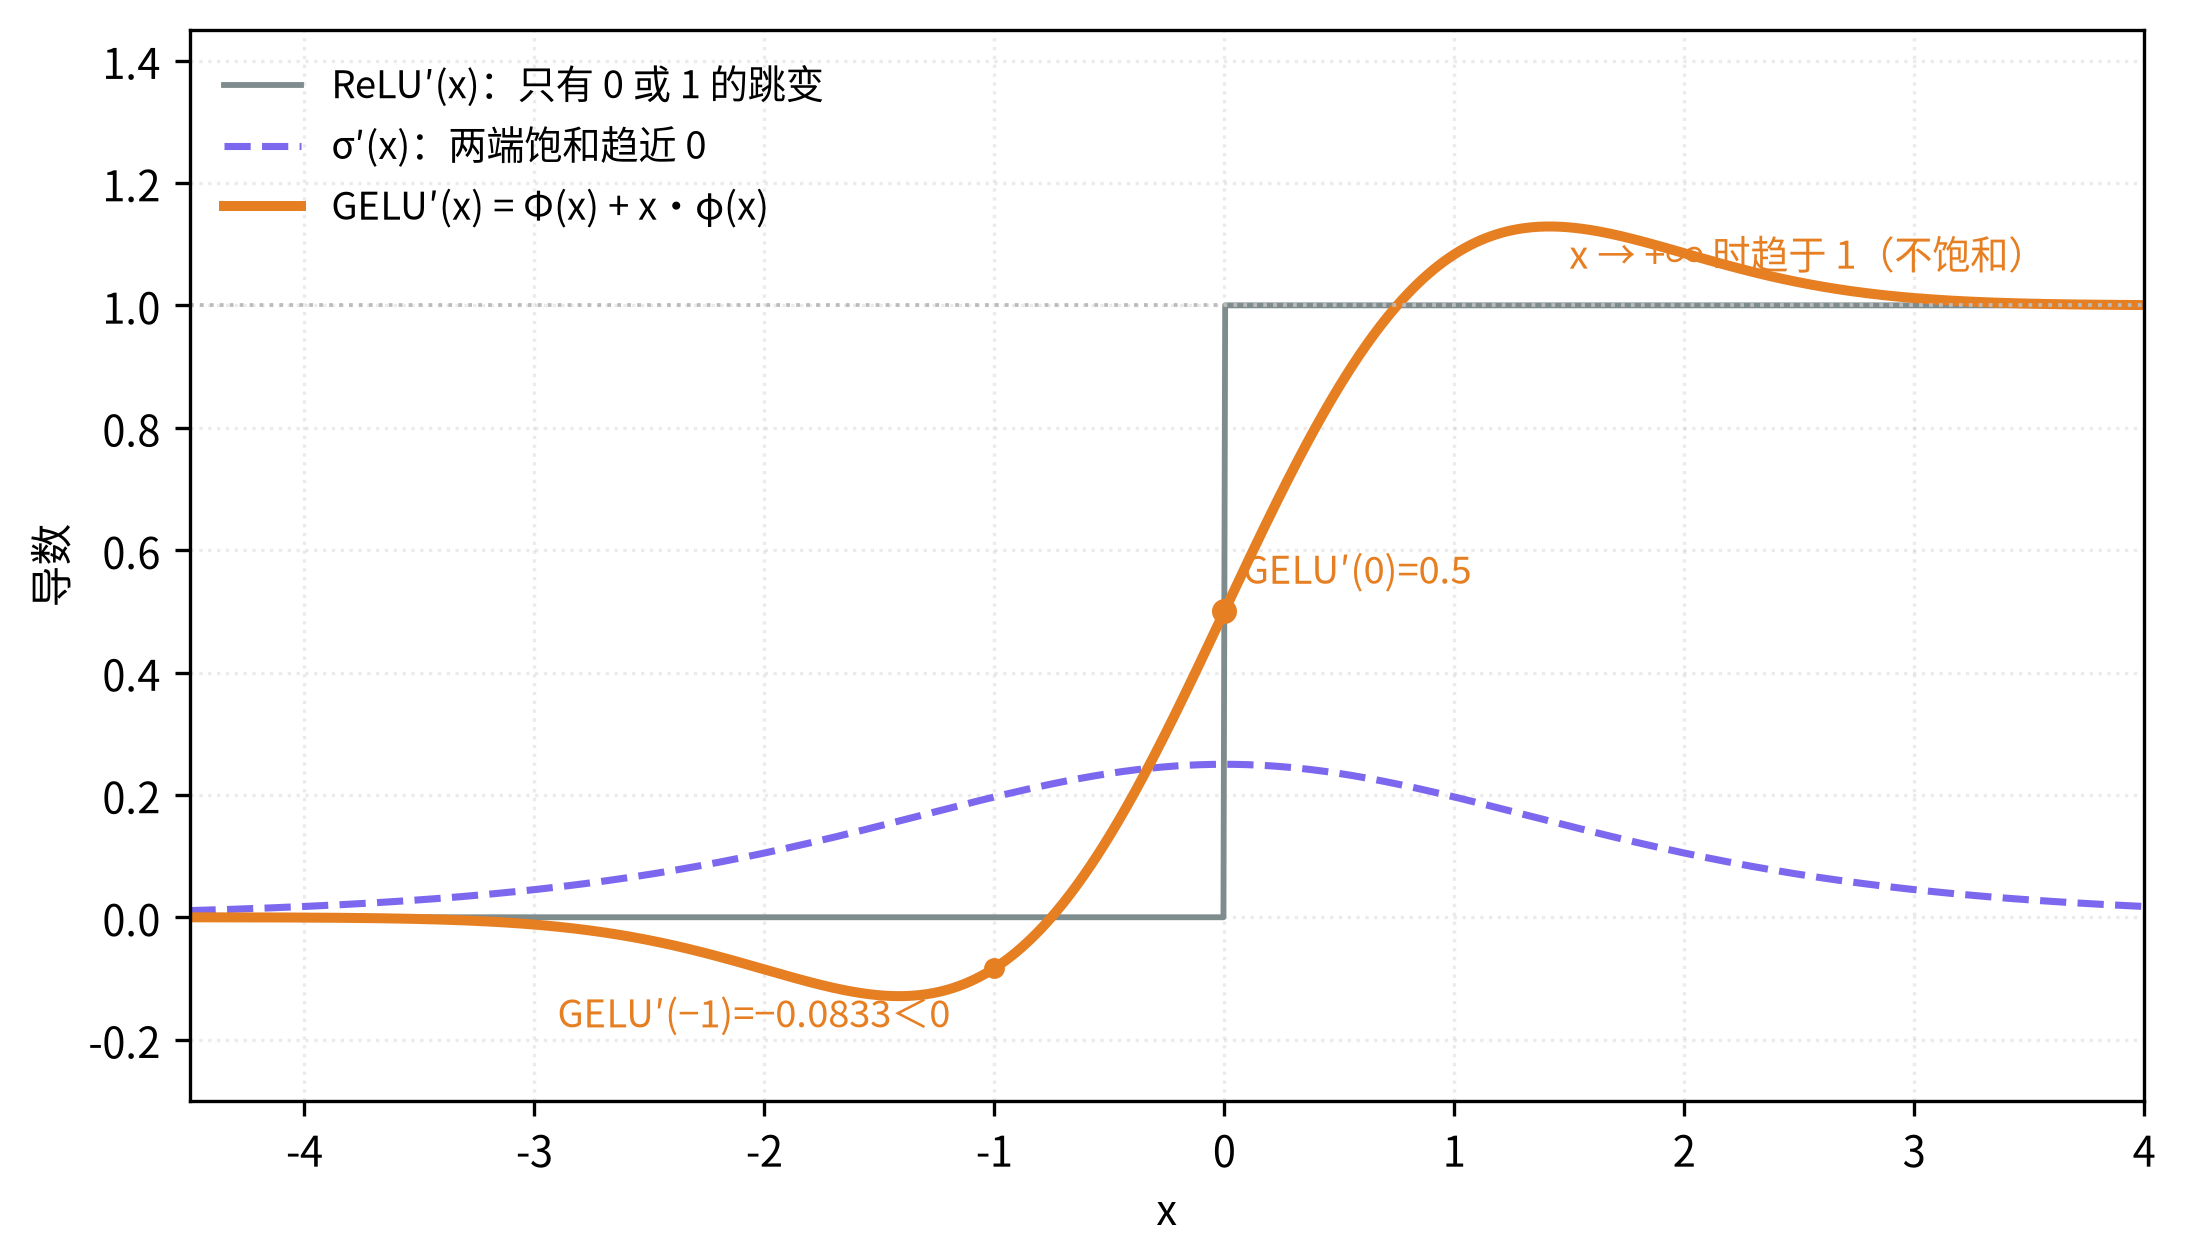 ReLU′(x)：只有 0 或 1 的跳变
σ′(x)：两端饱和趋近 0
GELU′(x) = Φ(x) + x・φ(x)
x → +∞ 时趋于 1（不饱和）
GELU′(0)=0.5
GELU′(−1)=−0.0833＜0
导数
1.4
1.2
1.0
0.8
0.6
0.4
0.2
0.0
-0.2
-4
-3
-2
-1
0
1
2
3
4
x